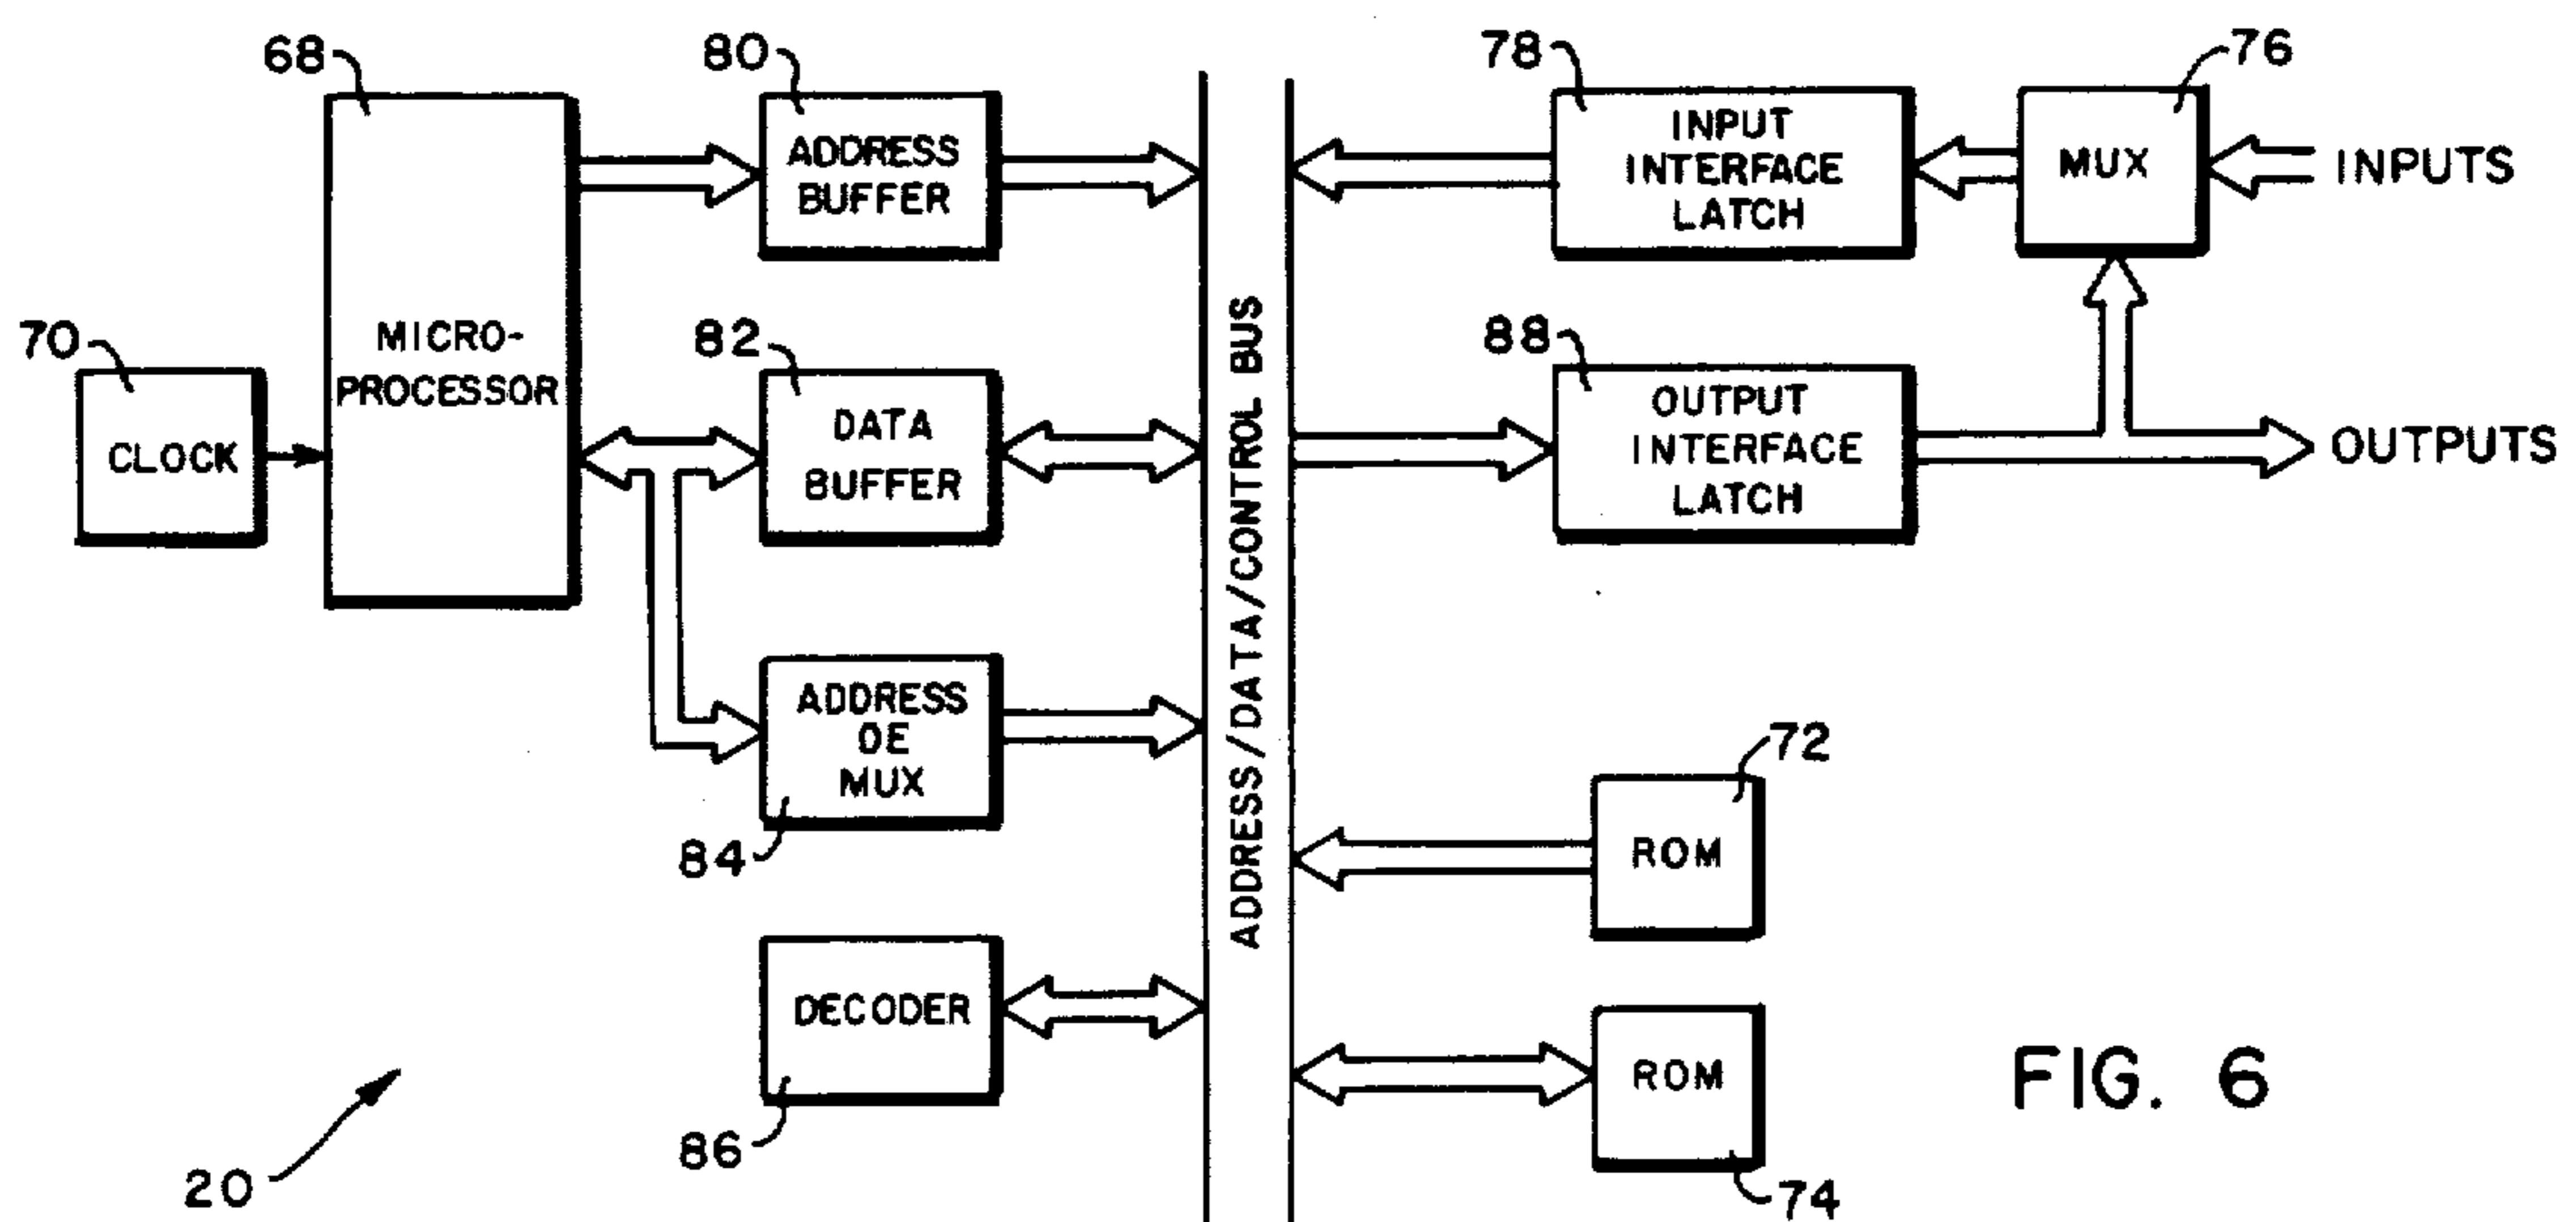 68
80
78
76
ADDRESS
BUFFER
INPUT
INTERFACE
LATCH
MUX
INPUTS
70
CLOCK
MICRO-
PROCESSOR
82
DATA
BUFFER
ADDRESS/DATA/CONTROL BUS
88
OUTPUT
INTERFACE
LATCH
OUTPUTS
ADDRESS
DE
MUX
84
72
ROM
DECODER
86
ROM
74
20
FIG. 6